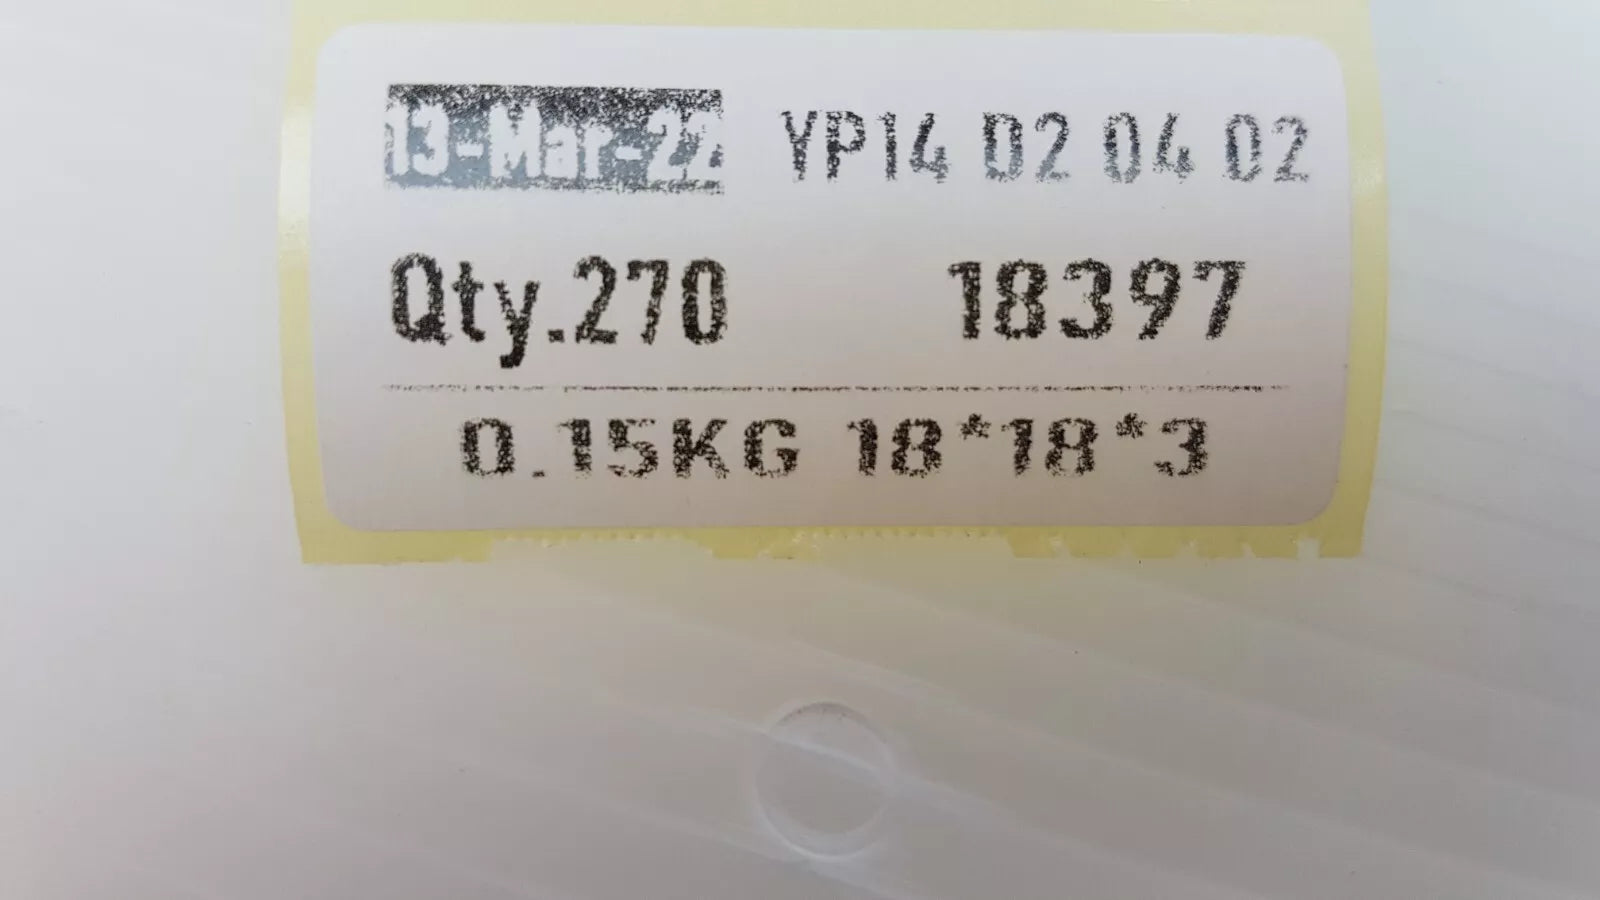 13-Mar-22 YP14 D2 04 02
Qty.270 18397
0.15KG 18*18*3